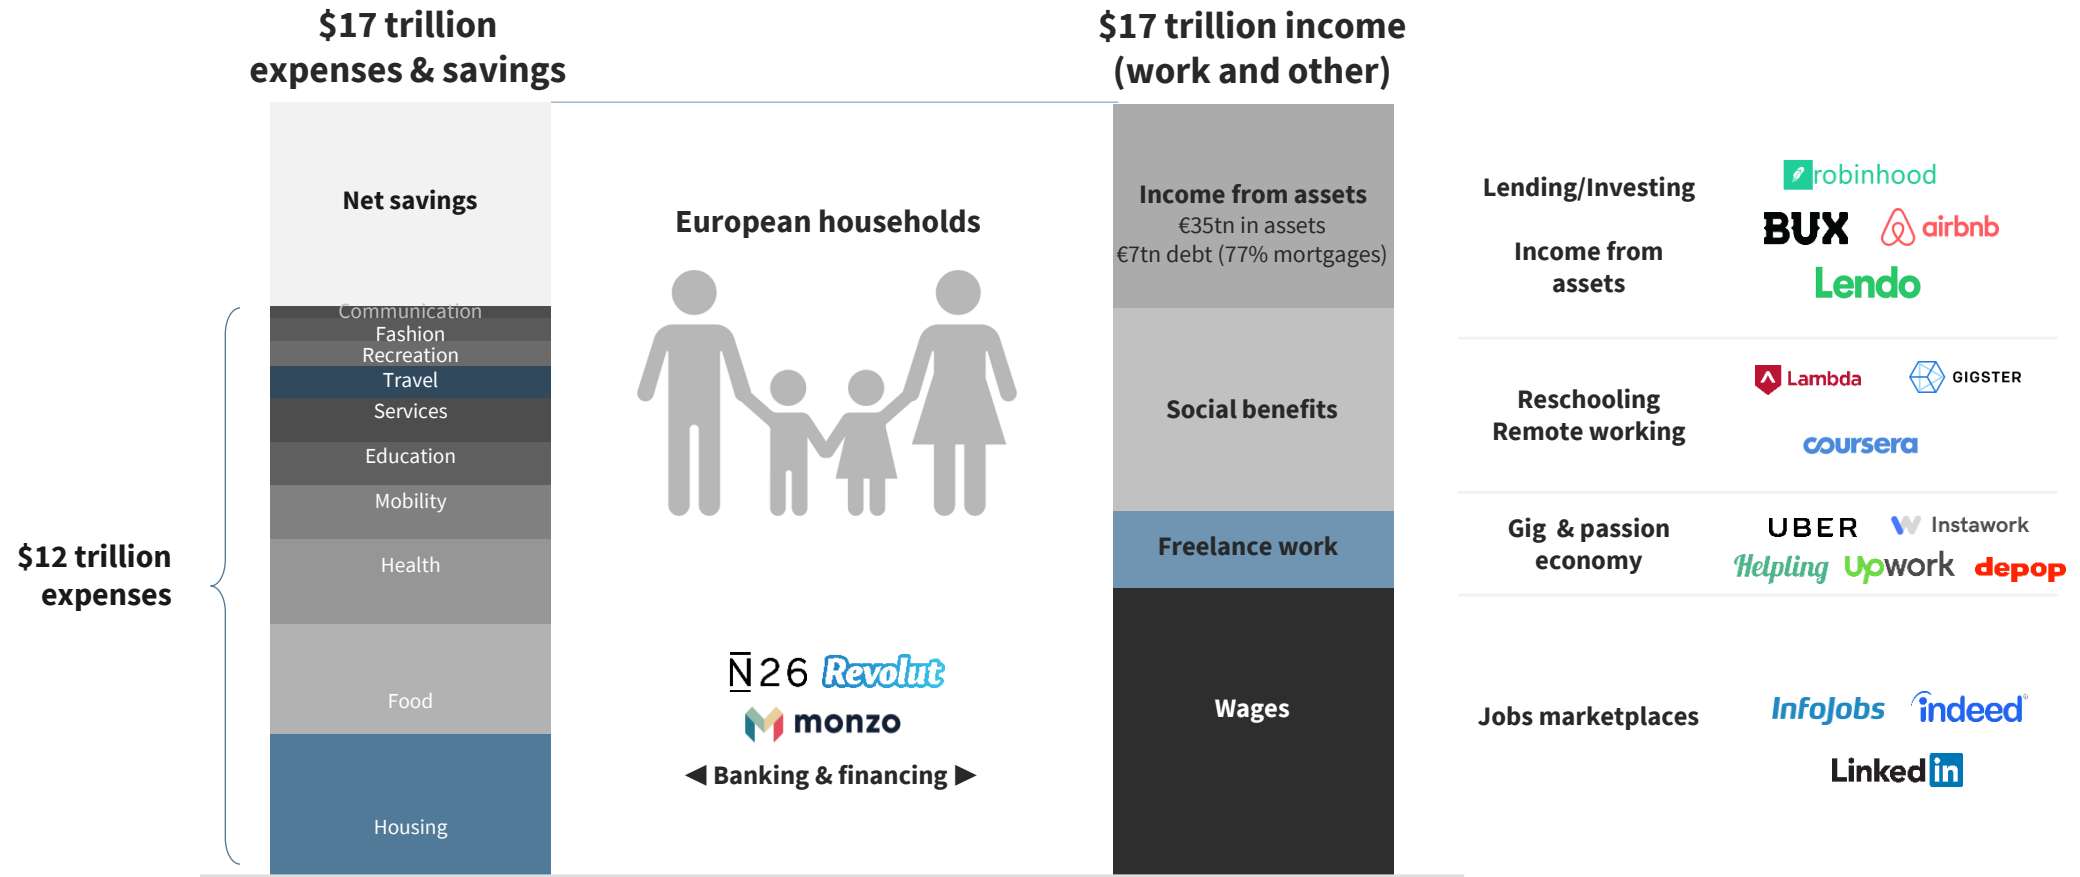 $17 trillion
expenses & savings
$17 trillion income
(work and other)
Net savings
Communication
Fashion
Recreation
Travel
Services
Education
Mobility
Health
Food
Housing
$12 trillion
expenses
European households
N26 Revolut
monzo
◀ Banking & financing ▶
Income from assets
€35tn in assets
€7tn debt (77% mortgages)
Social benefits
Freelance work
Wages
Lending/Investing
Income from
assets
robinhood
BUX airbnb
Lendo
Reschooling
Remote working
Lambda GIGSTER
coursera
Gig & passion
economy
UBER Instawork
Helpling Upwork depop
Jobs marketplaces
InfoJobs indeed
Linked in